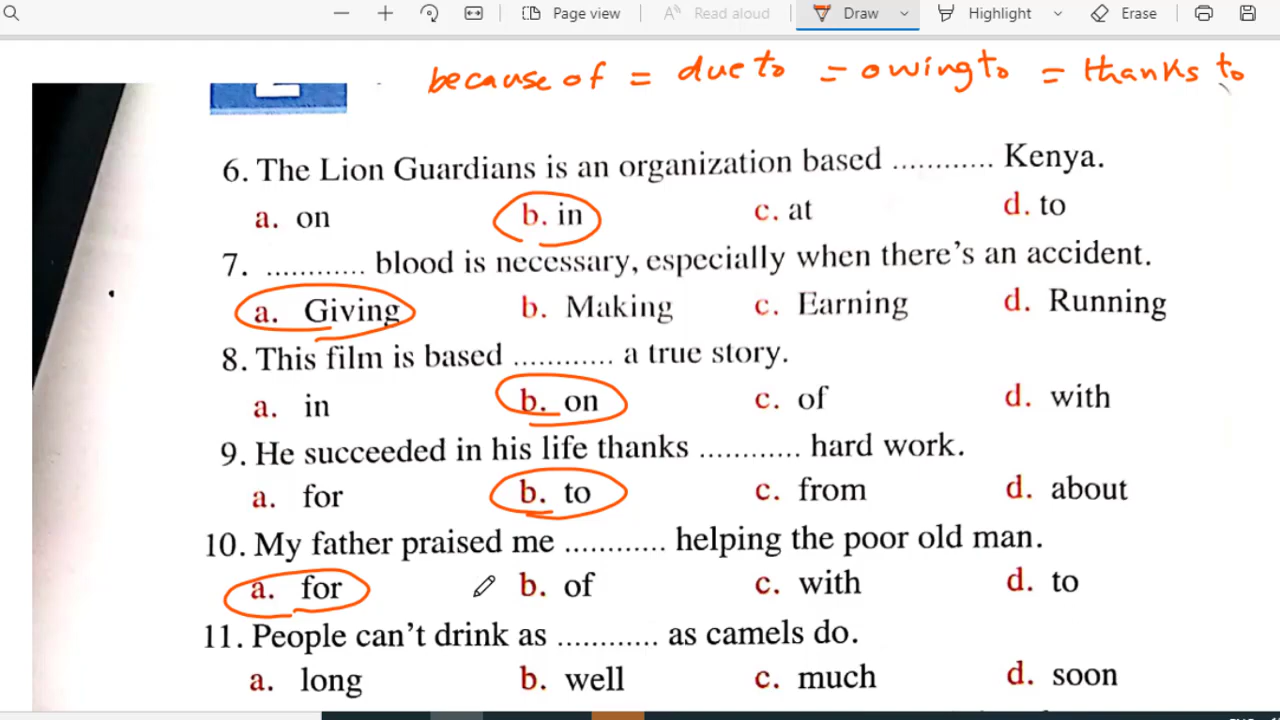 Page view
Read aloud
Draw
Highlight
Erase
because of = due to = owing to = thanks to
6. The Lion Guardians is an organization based ............ Kenya.
a. on b. in c. at d. to
7. ............ blood is necessary, especially when there's an accident.
a. Giving b. Making c. Earning d. Running
8. This film is based ............ a true story.
a. in b. on c. of d. with
9. He succeeded in his life thanks ............ hard work.
a. for b. to c. from d. about
10. My father praised me ............ helping the poor old man.
a. for b. of c. with d. to
11. People can't drink as ............ as camels do.
a. long b. well c. much d. soon